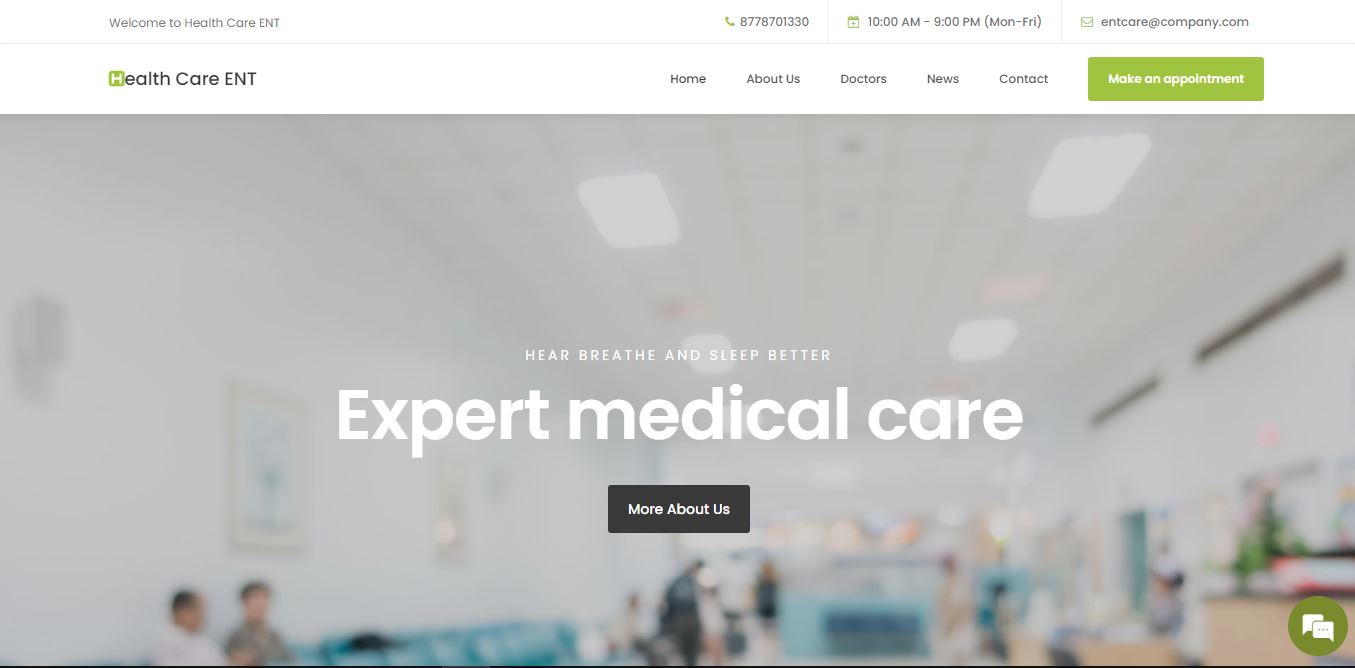 Welcome to Health Care ENT
8778701330
10:00 AM - 9:00 PM (Mon-Fri)
entcare@company.com
Health Care ENT
Home
About Us
Doctors
News
Contact
Make an appointment
HEAR BREATHE AND SLEEP BETTER
Expert medical care
More About Us